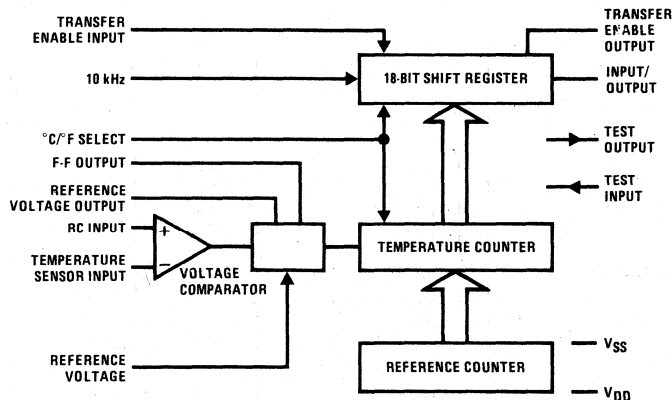 TRANSFER
ENABLE INPUT
10 kHz
°C/°F SELECT
F-F OUTPUT
REFERENCE
VOLTAGE OUTPUT
RC INPUT
TEMPERATURE
SENSOR INPUT
REFERENCE
VOLTAGE
+
−
VOLTAGE
COMPARATOR
18-BIT SHIFT REGISTER
TEMPERATURE COUNTER
REFERENCE COUNTER
TRANSFER
ENABLE
OUTPUT
INPUT/
OUTPUT
TEST
OUTPUT
TEST
INPUT
VSS
VDD